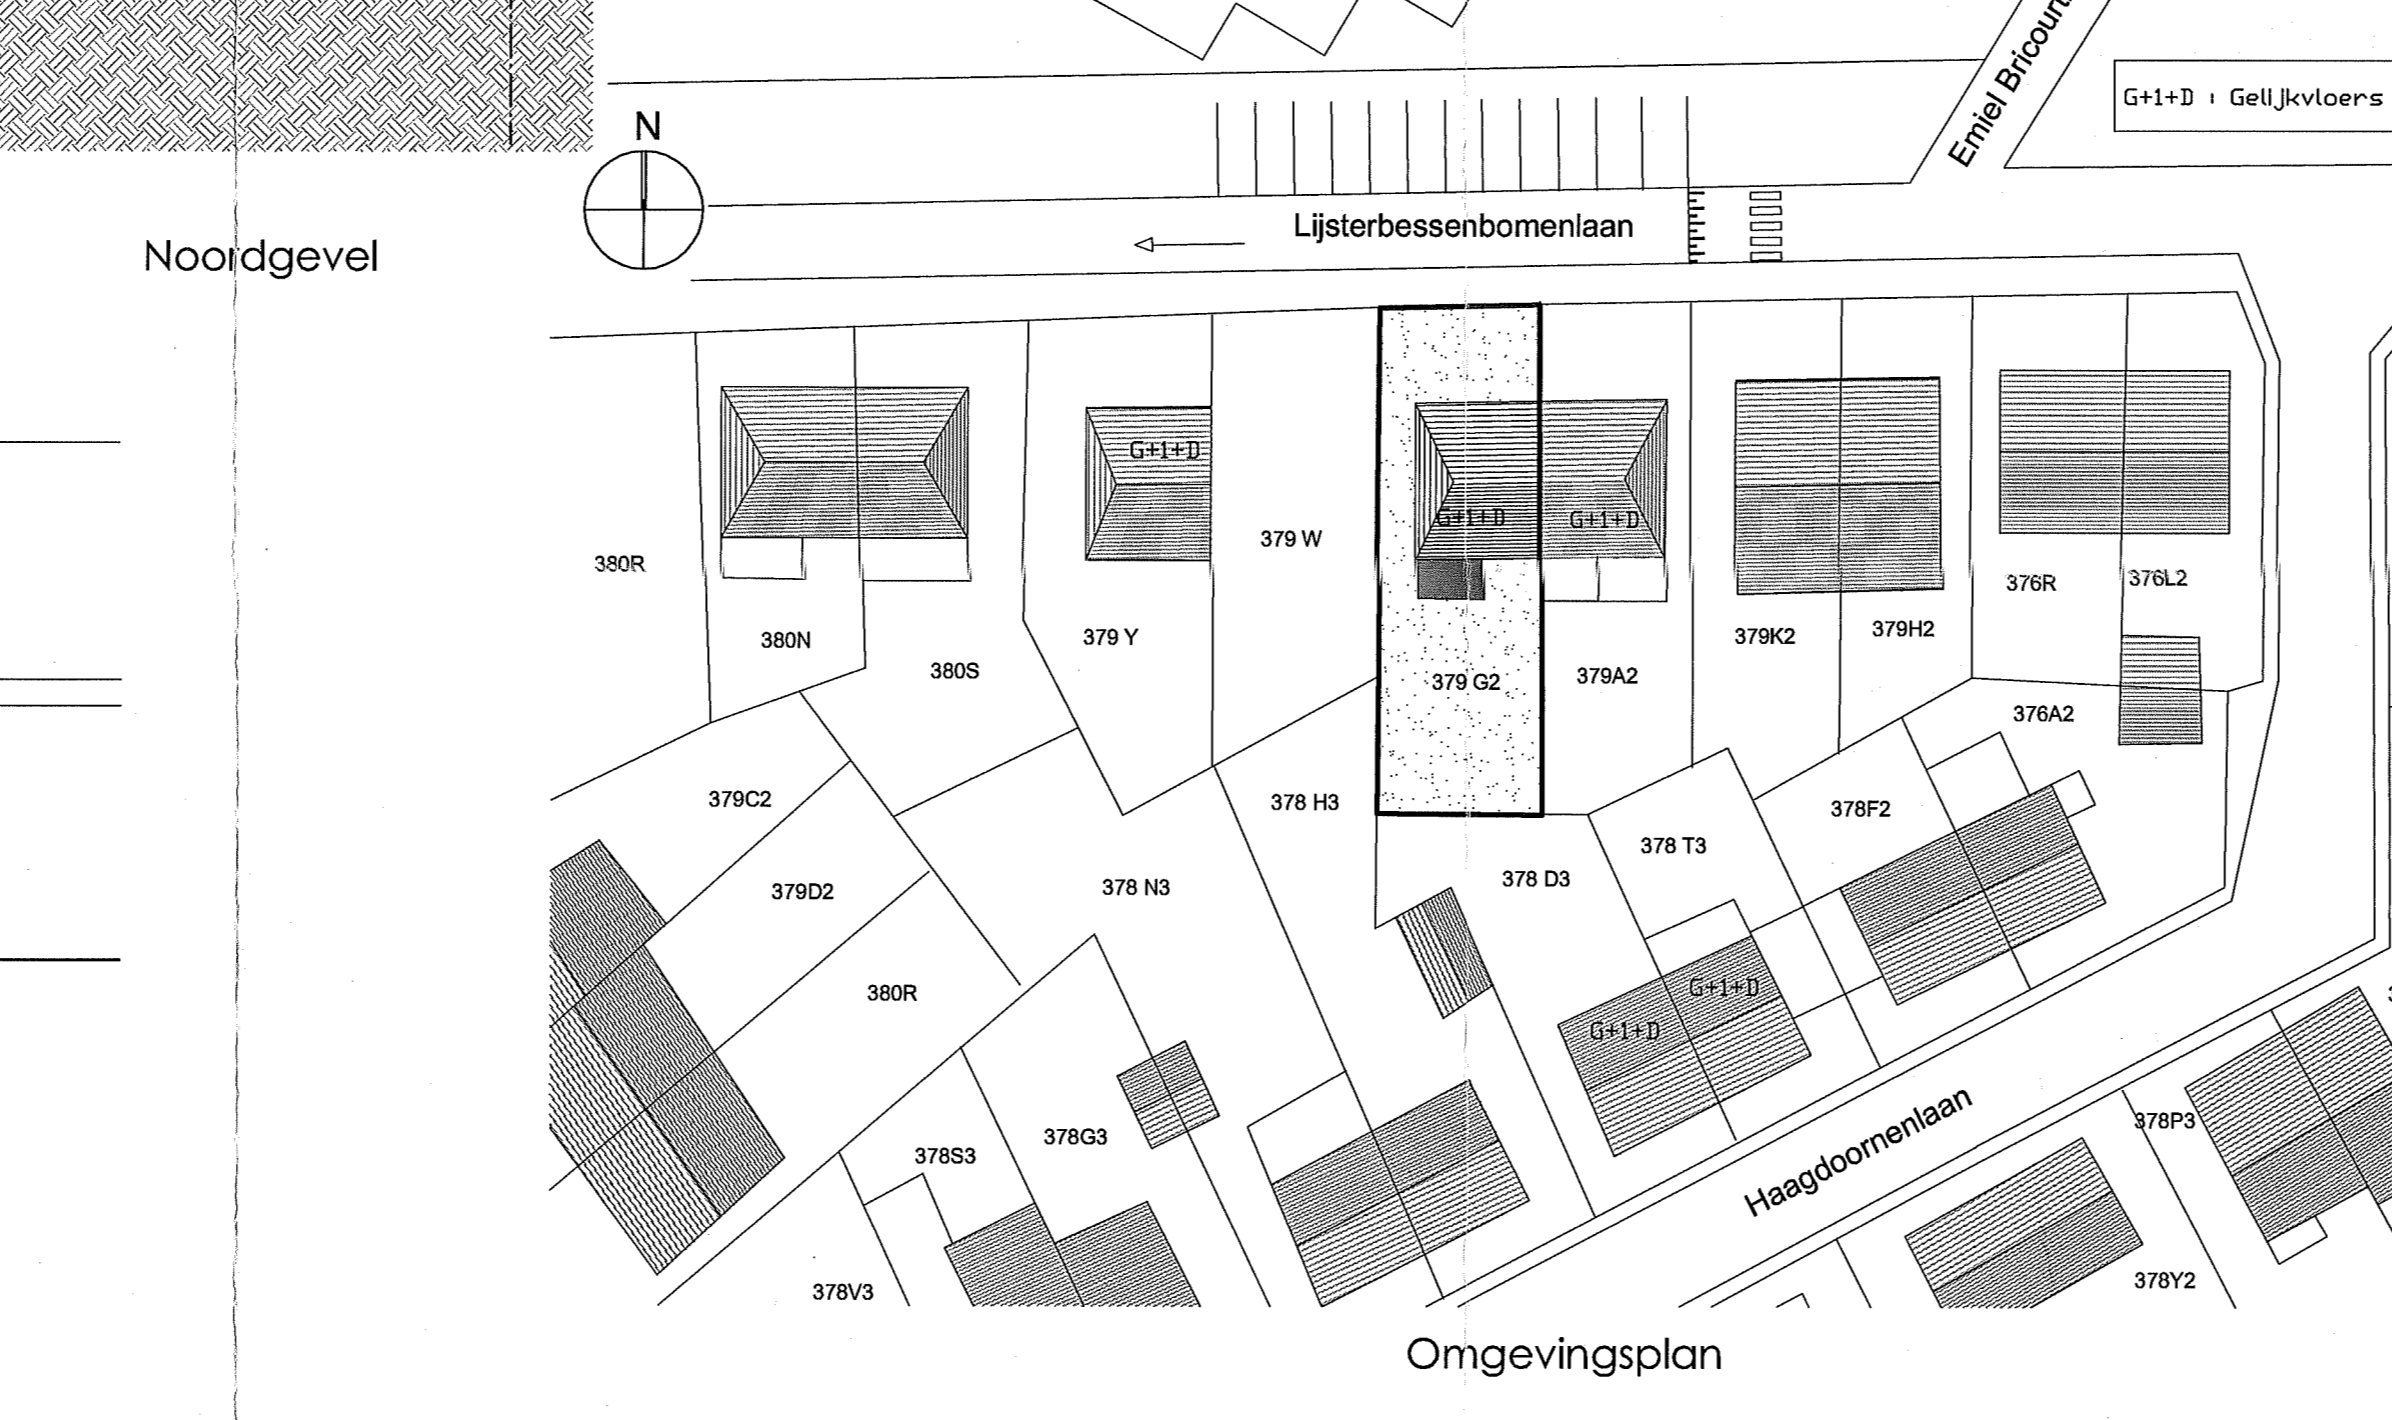 Emiel Bricourt
G+1+D : Gelijkvloers
N
Lijsterbessenbomenlaan
Noordgevel
G+1+D
379 W
G+1+D
G+1+D
380R
376R
376L2
380N
379 Y
379K2
379H2
380S
379 G2
379A2
376A2
379C2
378 H3
378F2
378 T3
379D2
378 N3
378 D3
380R
G+1+D
G+1+D
378S3
378G3
Haagdoornenlaan
378P3
378V3
378Y2
Omgevingsplan